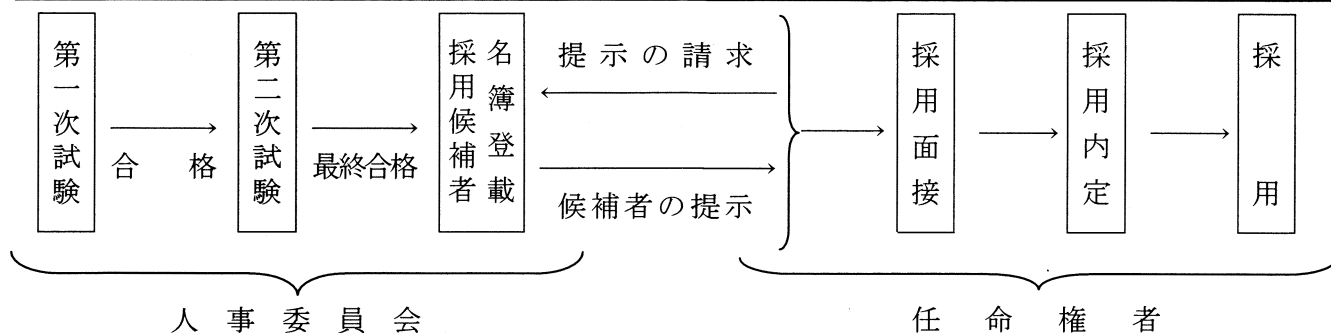 第一次試験
合格
第二次試験
最終合格
採用候補者
名簿登載
提示の請求
候補者の提示
採用面接
採用内定
採用
人事委員会
任命権者